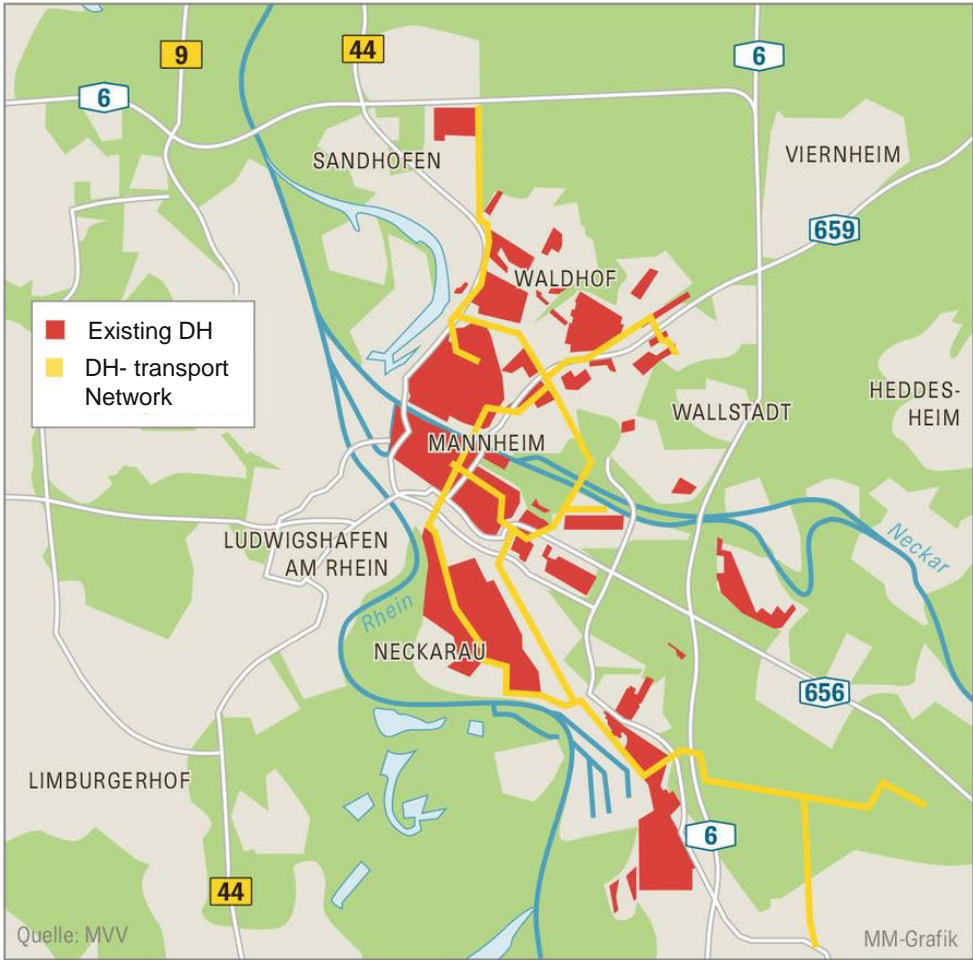 9
44
6
6
SANDHOFEN
VIERNHEIM
659
WALDHOF
Existing DH
DH- transport
Network
HEDDES-
HEIM
WALLSTADT
MANNHEIM
LUDWIGSHAFEN
AM RHEIN
Neckar
Rhein
NECKARAU
656
LIMBURGERHOF
6
44
Quelle: MVV
MM-Grafik